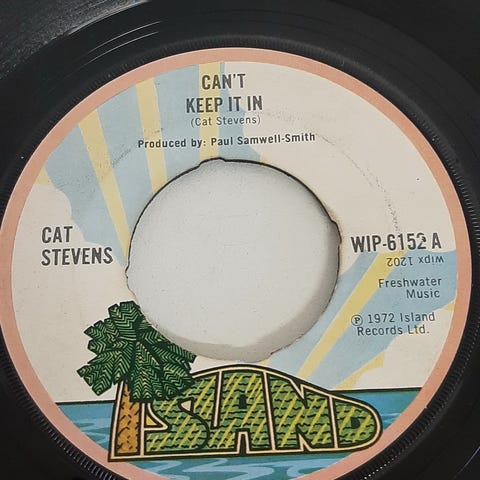 CAN'T
KEEP IT IN
(Cat Stevens)
Produced by: Paul Samwell-Smith
CAT
STEVENS
WIP-6152 A
wipx 1202
Freshwater
Music
℗ 1972 Island
Records Ltd.
ISLAND